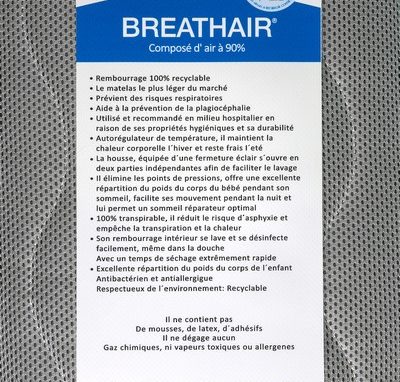 BREATHAIR®
Composé d' air à 90%
• Rembourrage 100% recyclable
• Le matelas le plus léger du marché
• Prévient des risques respiratoires
• Aide à la prévention de la plagiocéphalie
• Utilisé et recommandé en milieu hospitalier en
raison de ses propriétés hygiéniques et sa durabilité
• Autorégulateur de température, il maintient la
chaleur corporelle l´hiver et reste frais l´eté
• La housse, équipée d´une fermeture éclair s´ouvre en
deux parties indépendantes afin de faciliter le lavage
• Il élimine les points de pressions, offre une excellente
répartition du poids du corps du bébé pendant son
sommeil, facilite ses mouvement pendant la nuit et
lui permet un sommeil réparateur optimal
• 100% transpirable, il réduit le risque d´asphyxie et
empêche la transpiration et la chaleur
• Son rembourrage intérieur se lave et se désinfecte
facilement, même dans la douche
Avec un temps de séchage extrêmement rapide
• Excellente répartition du poids du corps de l´enfant
Antibactérien et antiallergique
Respectueux de l´environement: Recyclable
Il ne contient pas
De mousses, de latex, d´adhésifs
Il ne dégage aucun
Gaz chimiques, ni vapeurs toxiques ou allergenes